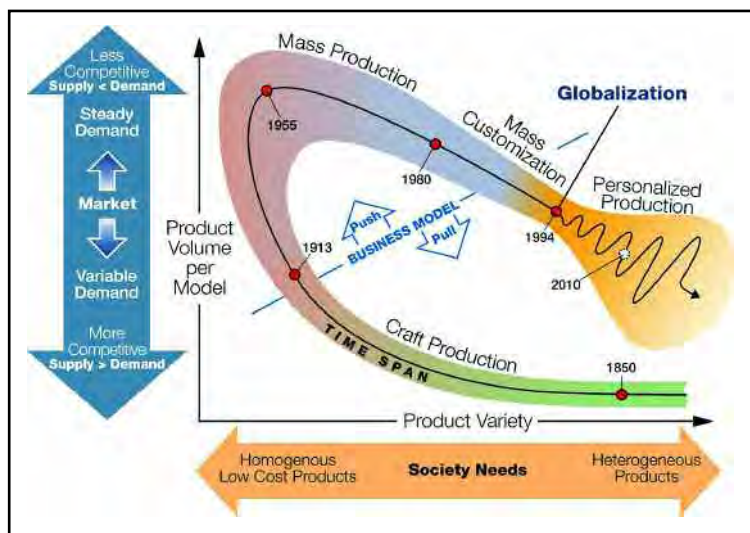 Less
Competitive
Supply < Demand
Steady
Demand
Market
Variable
Demand
More
Competitive
Supply > Demand
Product
Volume
per
Model
Mass Production
1955
1980
Mass
Customization
Globalization
Personalized
Production
1994
2010
Push
BUSINESS MODEL
Pull
1913
Craft Production
TIME SPAN
1850
Product Variety
Homogenous
Low Cost Products
Society Needs
Heterogeneous
Products